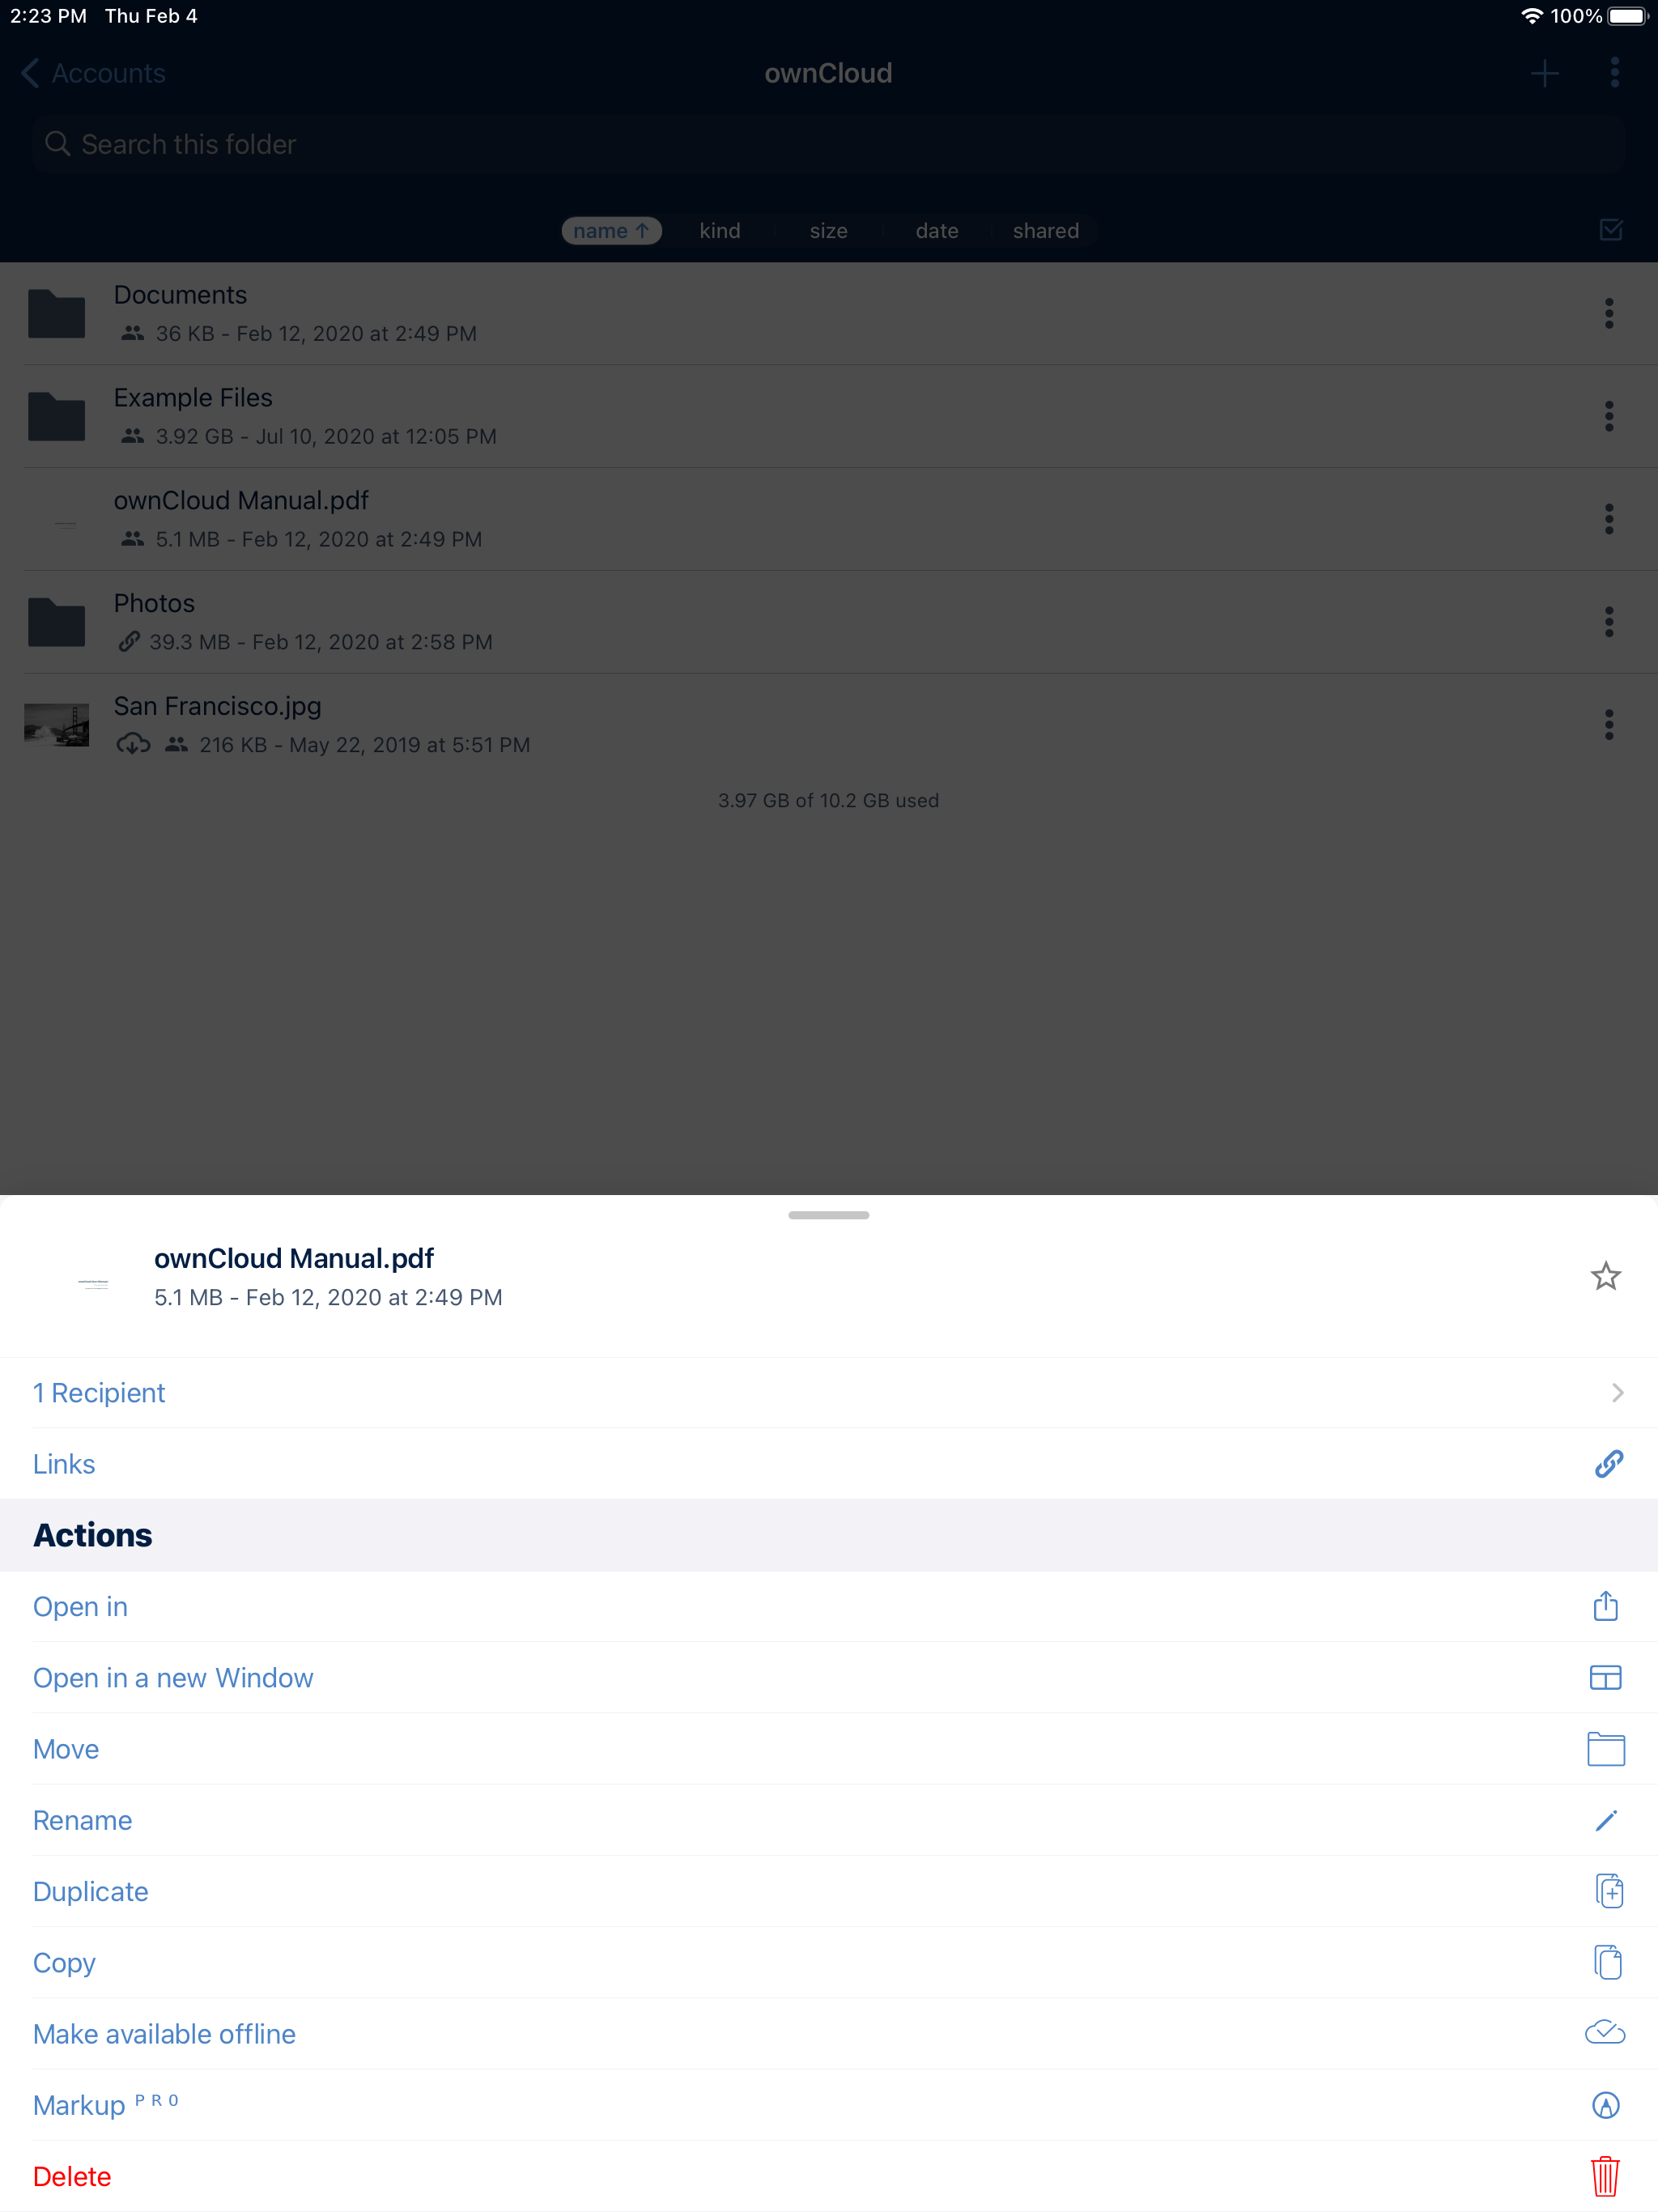 2:23 PM Thu Feb 4 100%
Accounts ownCloud
Search this folder
name ↑ kind size date shared
Documents
36 KB - Feb 12, 2020 at 2:49 PM
Example Files
3.92 GB - Jul 10, 2020 at 12:05 PM
ownCloud Manual.pdf
5.1 MB - Feb 12, 2020 at 2:49 PM
Photos
39.3 MB - Feb 12, 2020 at 2:58 PM
San Francisco.jpg
216 KB - May 22, 2019 at 5:51 PM
3.97 GB of 10.2 GB used
ownCloud Manual.pdf
5.1 MB - Feb 12, 2020 at 2:49 PM
1 Recipient
Links
Actions
Open in
Open in a new Window
Move
Rename
Duplicate
Copy
Make available offline
Markup PRO
Delete